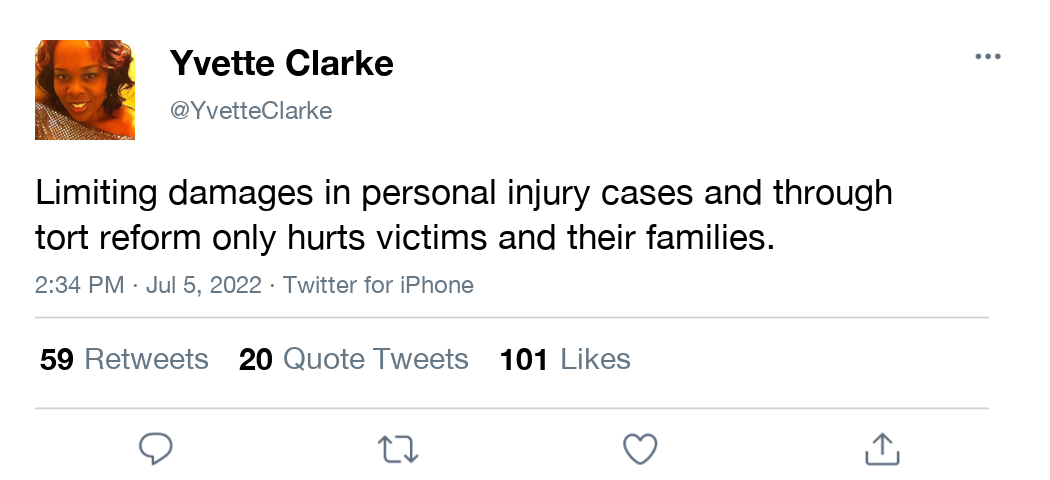 Yvette Clarke
@YvetteClarke
Limiting damages in personal injury cases and through
tort reform only hurts victims and their families.
2:34 PM · Jul 5, 2022 · Twitter for iPhone
59 Retweets 20 Quote Tweets 101 Likes